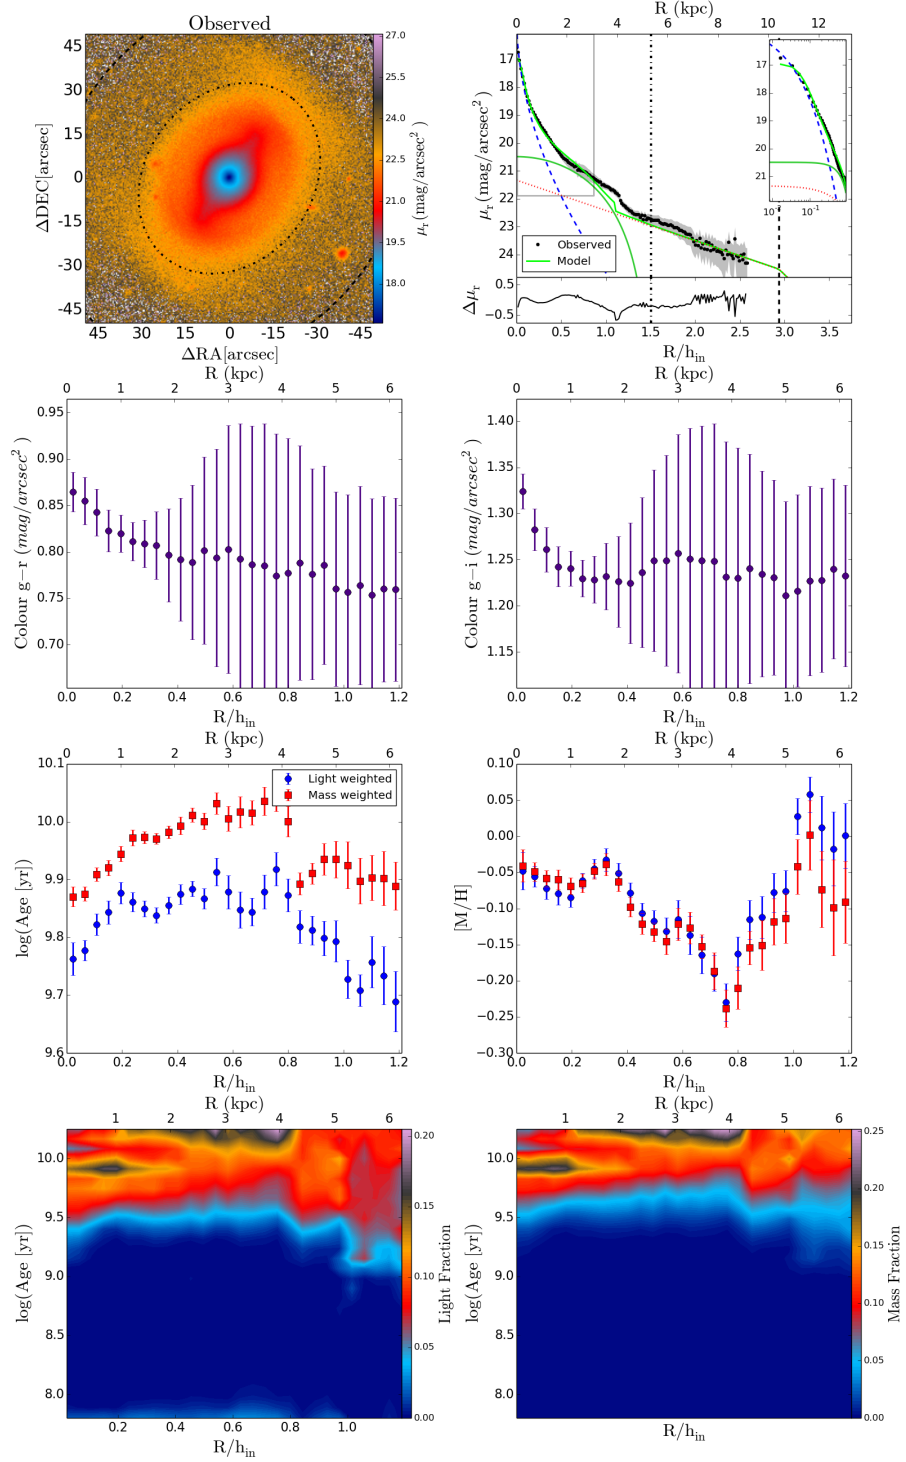 Observed
49
30
15
0
-15
-30
-45
45 30 15 0 -15 -30 -45
ΔDEC[arcsec]
ΔRA[arcsec]
27.0
25.5
24.0
22.5
21.0
19.5
18.0
μr (mag/arcsec²)
R (kpc)
0 2 4 6 8 10 12
17
18
19
20
21
22
23
24
μr (mag/arcsec²)
Observed
Model
17
19
20
21
10⁻² 10⁻¹
0.5
−0.5
Δμr
0.0 0.5 1.0 1.5 2.0 2.5 3.0 3.5
R/hin
R (kpc)
0 1 2 3 4 5 6
0.95
0.90
0.85
0.80
0.75
0.70
Colour g−r (mag/arcsec²)
0.0 0.2 0.4 0.6 0.8 1.0 1.2
R/hin
R (kpc)
0 1 2 3 4 5 6
1.40
1.35
1.30
1.25
1.20
1.15
Colour g−i (mag/arcsec²)
0.0 0.2 0.4 0.6 0.8 1.0 1.2
R/hin
R (kpc)
0 1 2 3 4 5 6
10.1
10.0
9.9
9.8
9.7
9.6
log(Age [yr])
Light weighted
Mass weighted
0.0 0.2 0.4 0.6 0.8 1.0 1.2
R/hin
R (kpc)
0 1 2 3 4 5 6
0.10
0.05
0.00
−0.05
−0.10
−0.15
−0.20
−0.25
−0.30
[M/H]
0.0 0.2 0.4 0.6 0.8 1.0 1.2
R/hin
R (kpc)
1 2 3 4 5 6
10.0
9.5
9.0
8.5
8.0
log(Age [yr])
0.2 0.4 0.6 0.8 1.0
R/hin
0.20
0.15
0.10
0.05
0.00
Light Fraction
R (kpc)
1 2 3 4 5 6
10.0
9.5
9.0
8.5
8.0
log(Age [yr])
R/hin
0.25
0.20
0.15
0.10
0.05
0.00
Mass Fraction